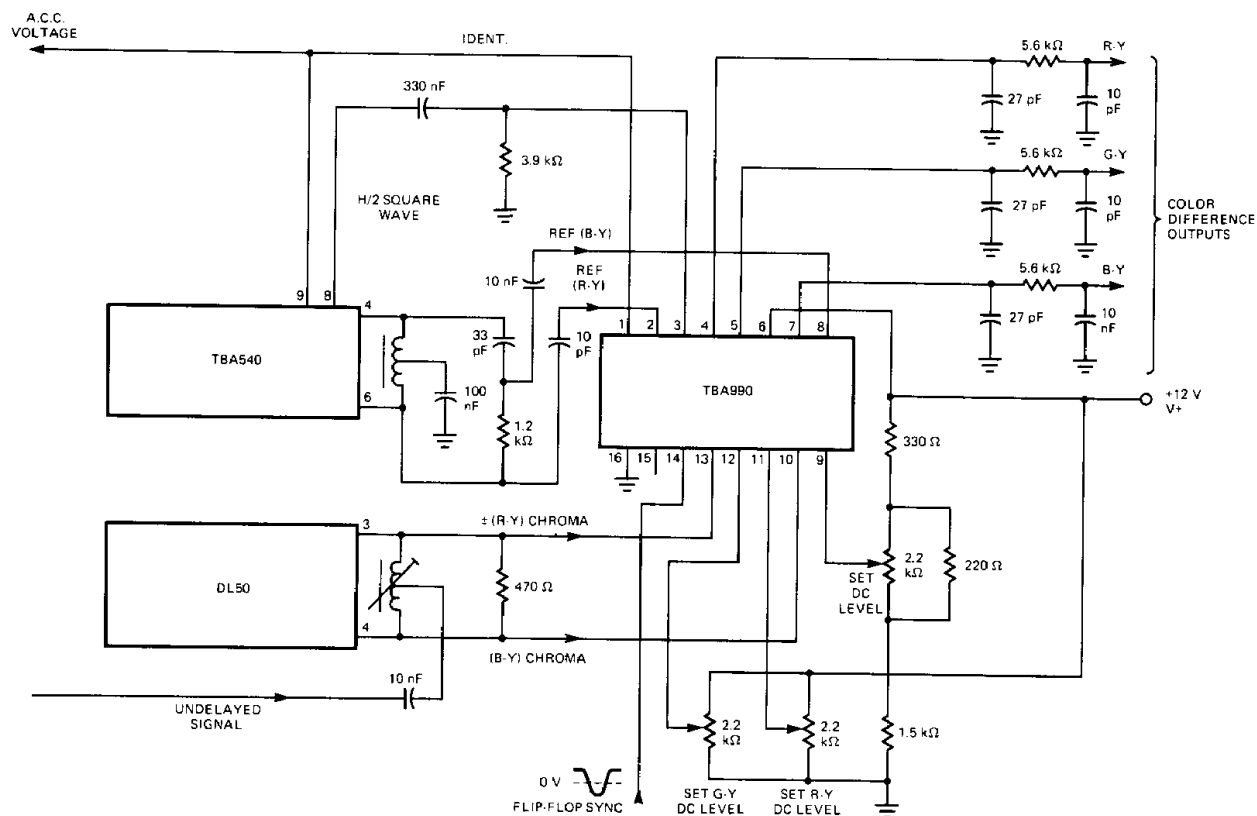 A.C.C.
VOLTAGE
IDENT.
330 nF
3.9 kΩ
H/2 SQUARE
WAVE
5.6 kΩ
R-Y
27 pF
10
pF
5.6 kΩ
G-Y
27 pF
10
pF
5.6 kΩ
B-Y
27 pF
10
nF
COLOR
DIFFERENCE
OUTPUTS
REF (B-Y)
REF
(R-Y)
10 nF
9
8
4
TBA540
6
33
pF
100
nF
1.2
kΩ
10
pF
1
2
3
4
5
6
7
8
TBA990
16
15
14
13
12
11
10
9
+12 V
V+
330 Ω
2.2
kΩ
220 Ω
SET
DC
LEVEL
3
DL50
4
± (R-Y) CHROMA
470 Ω
(B-Y) CHROMA
10 nF
UNDELAYED
SIGNAL
2.2
kΩ
2.2
kΩ
1.5 kΩ
0 V
FLIP-FLOP SYNC
SET G-Y
DC LEVEL
SET R-Y
DC LEVEL